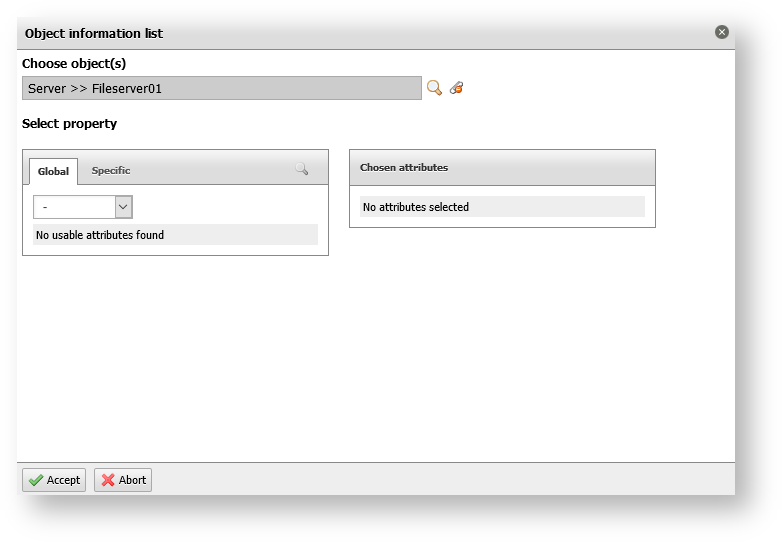 Object information list
Choose object(s)
Server >> Fileserver01
Select property
Global Specific
-
No usable attributes found
Chosen attributes
No attributes selected
Accept Abort